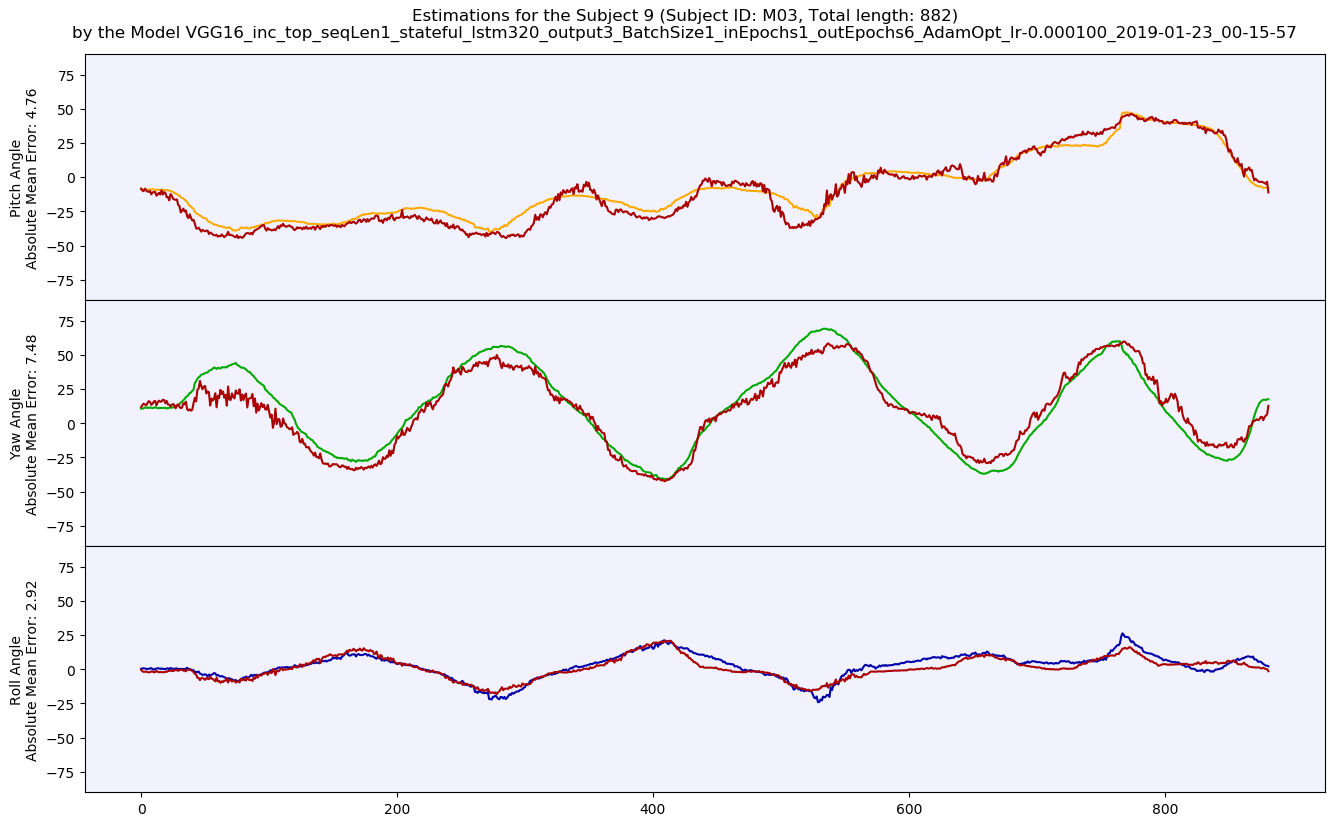 Estimations for the Subject 9 (Subject ID: M03, Total length: 882)
by the Model VGG16_inc_top_seqLen1_stateful_lstm320_output3_BatchSize1_inEpochs1_outEpochs6_AdamOpt_lr-0.000100_2019-01-23_00-15-57
Pitch Angle
Absolute Mean Error: 4.76
75
50
25
0
−25
−50
−75
Yaw Angle
Absolute Mean Error: 7.48
75
50
25
0
−25
−50
−75
Roll Angle
Absolute Mean Error: 2.92
75
50
25
0
−25
−50
−75
0 200 400 600 800